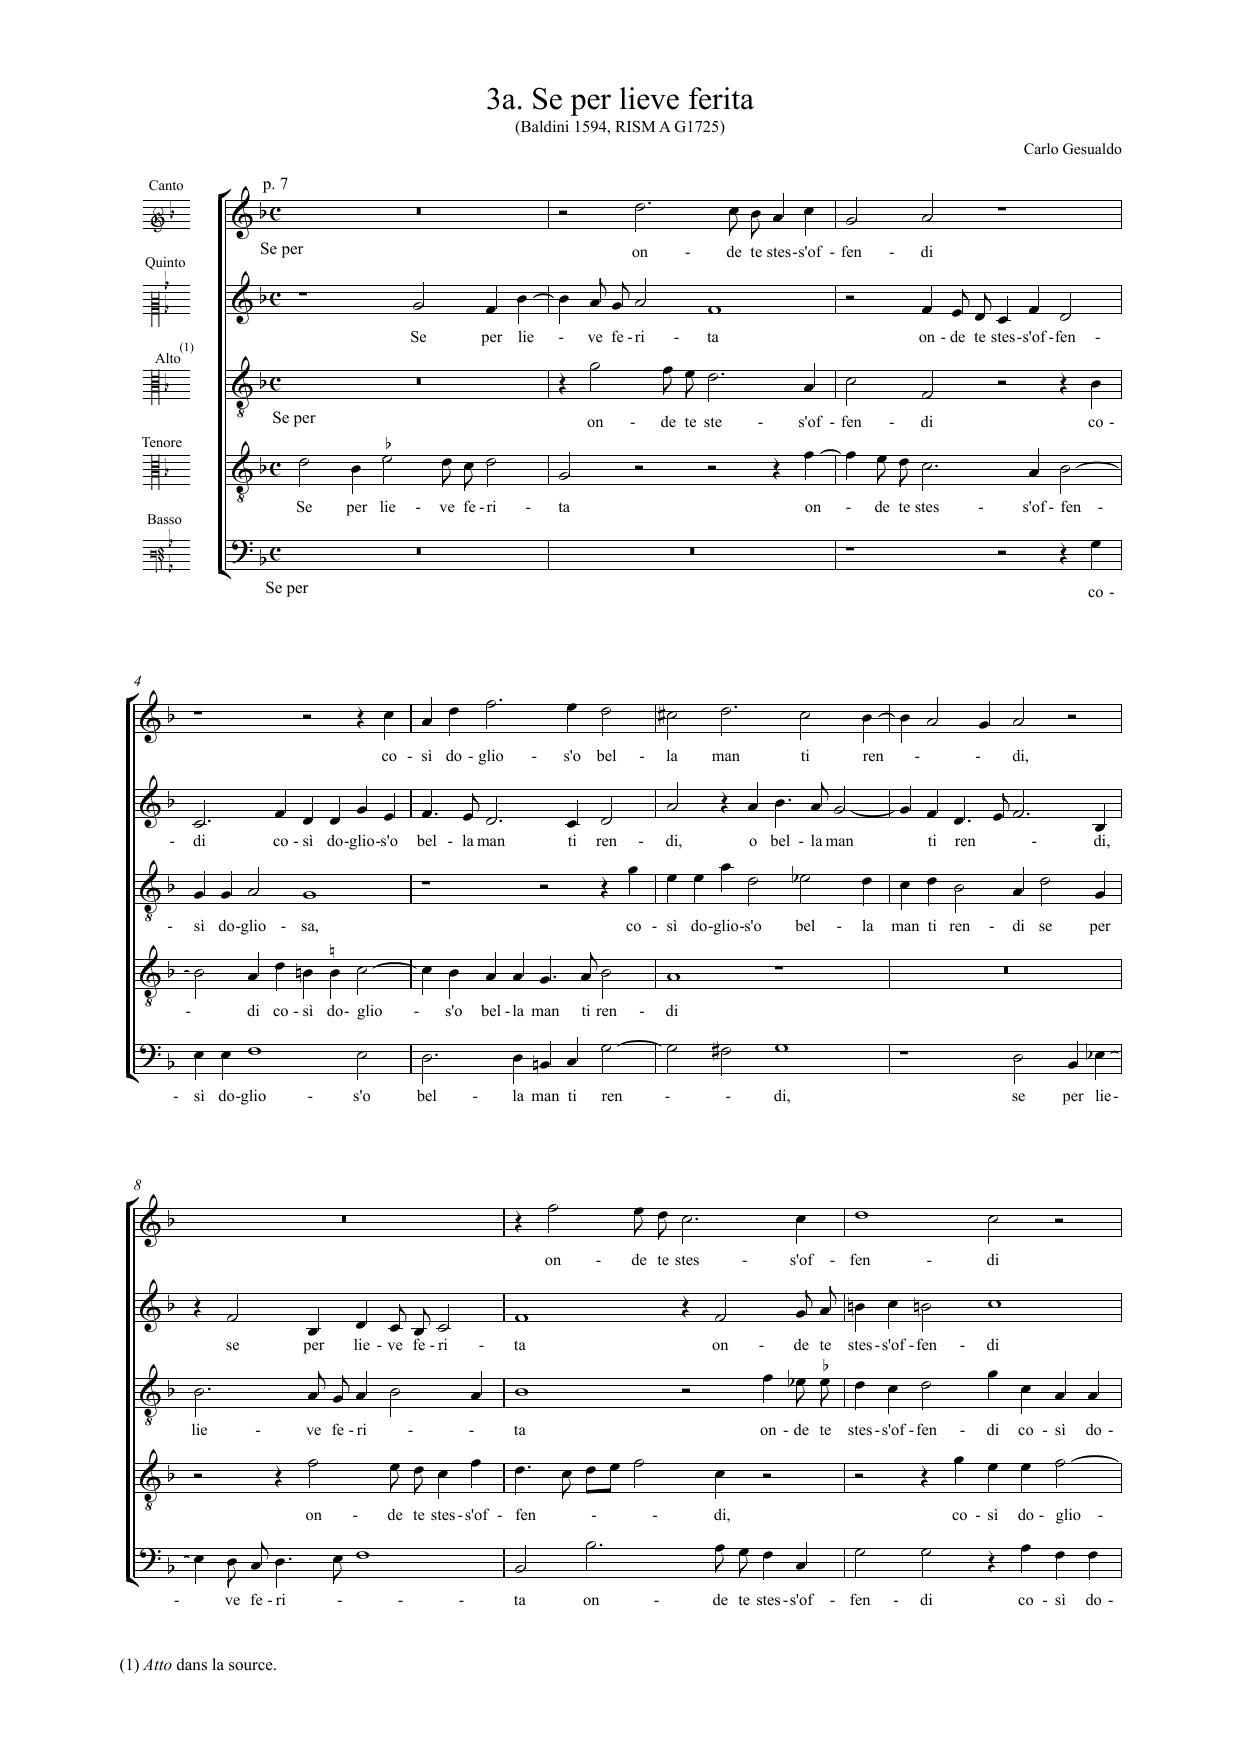 3a. Se per lieve ferita
(Baldini 1594, RISM A G1725)
Carlo Gesualdo
Canto
p. 7
Se per on - de te stes-s'of - fen - di
Quinto
Se per lie - ve fe - ri - ta on - de te stes-s'of-fen -
(1)
Alto
Se per on - de te ste - s'of - fen - di co -
Tenore
Se per lie - ve fe - ri - ta on - de te stes - s'of - fen -
Basso
Se per co -
4
co - sì do - glio - s'o bel - la man ti ren - - di,
- di co - sì do-glio-s'o bel - la man ti ren - di, o bel - la man ti ren - di,
- sì do-glio - sa, co - sì do-glio-s'o bel - la man ti ren - di se per
- di co - sì do- glio - s'o bel - la man ti ren - di
- sì do-glio - s'o bel - la man ti ren - - di, se per lie-
8
on - de te stes - s'of - fen - di
se per lie - ve fe - ri - ta on - de te stes-s'of-fen - di
lie - ve fe - ri - - ta on - de te stes-s'of-fen - di co - sì do -
on - de te stes-s'of - fen - - di, co - sì do - glio -
- ve fe - ri - - - ta on - de te stes-s'of - fen - di co - sì do -
(1) Atto dans la source.